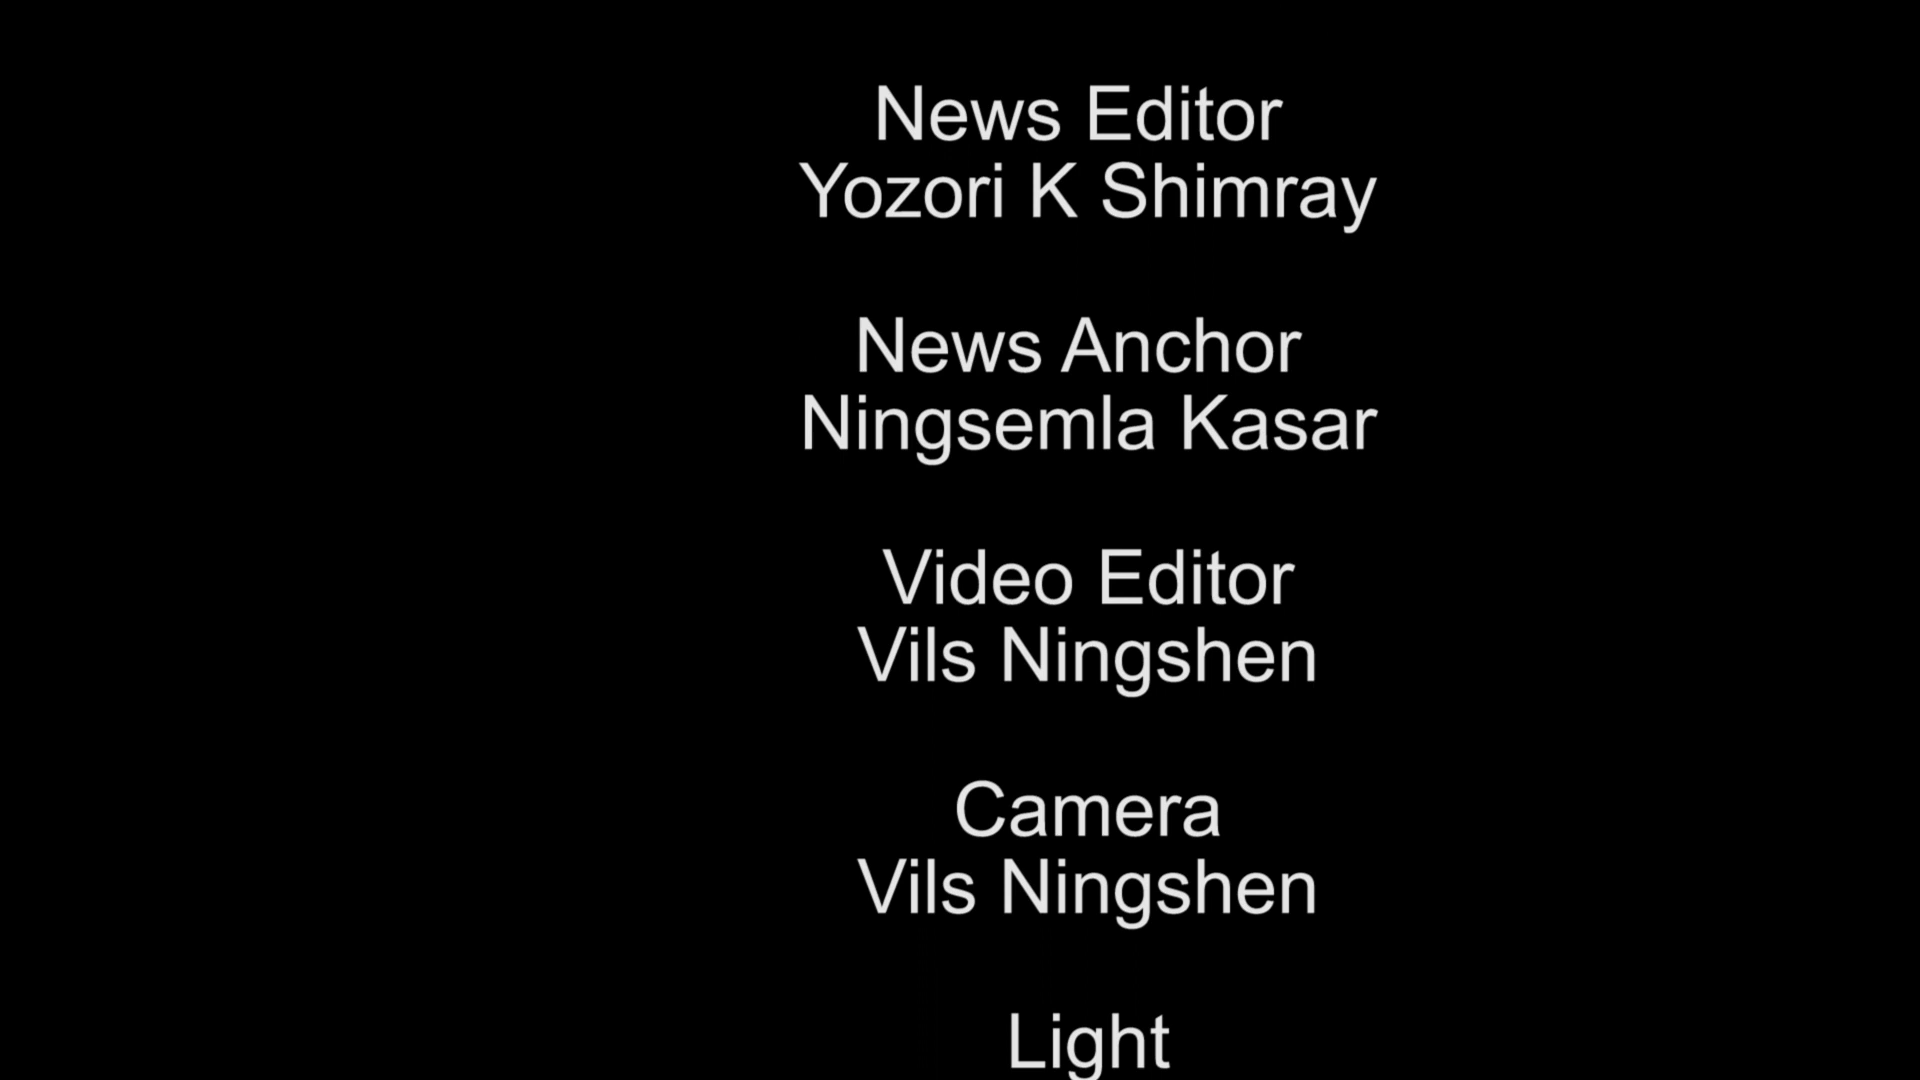 News Editor
Yozori K Shimray
News Anchor
Ningsemla Kasar
Video Editor
Vils Ningshen
Camera
Vils Ningshen
Light